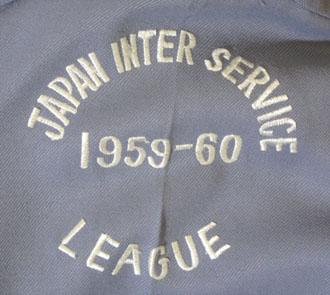 JAPAN INTER SERVICE
1959-60
LEAGUE